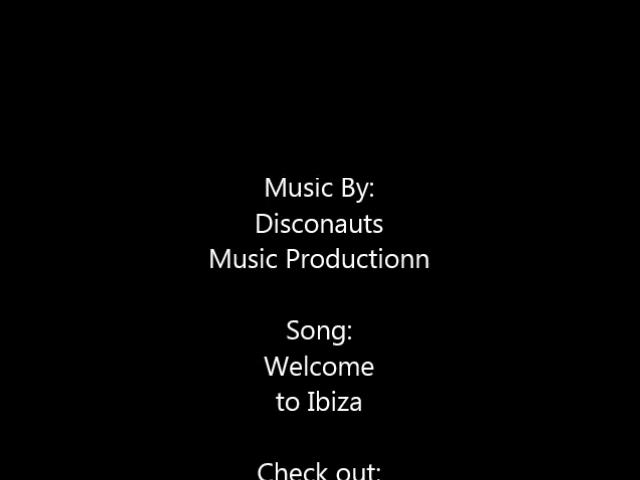 Music By:
Disconauts
Music Productionn
Song:
Welcome
to Ibiza
Check out: